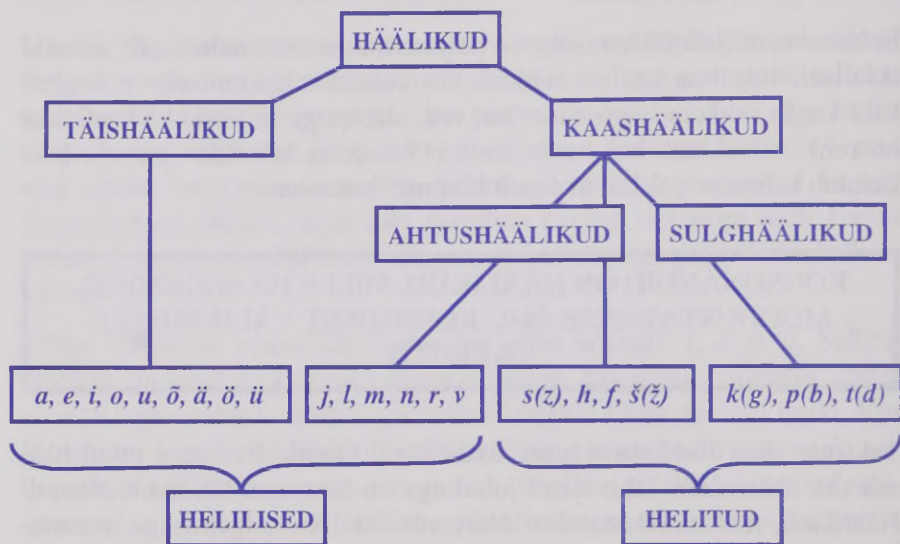 HÄÄLIKUD
TÄISHÄÄLIKUD
KAASHÄÄLIKUD
AHTUSHÄÄLIKUD
SULGHÄÄLIKUD
a, e, i, o, u, õ, ä, ö, ü
j, l, m, n, r, v
s(z), h, f, š(ž)
k(g), p(b), t(d)
HELILISED
HELITUD